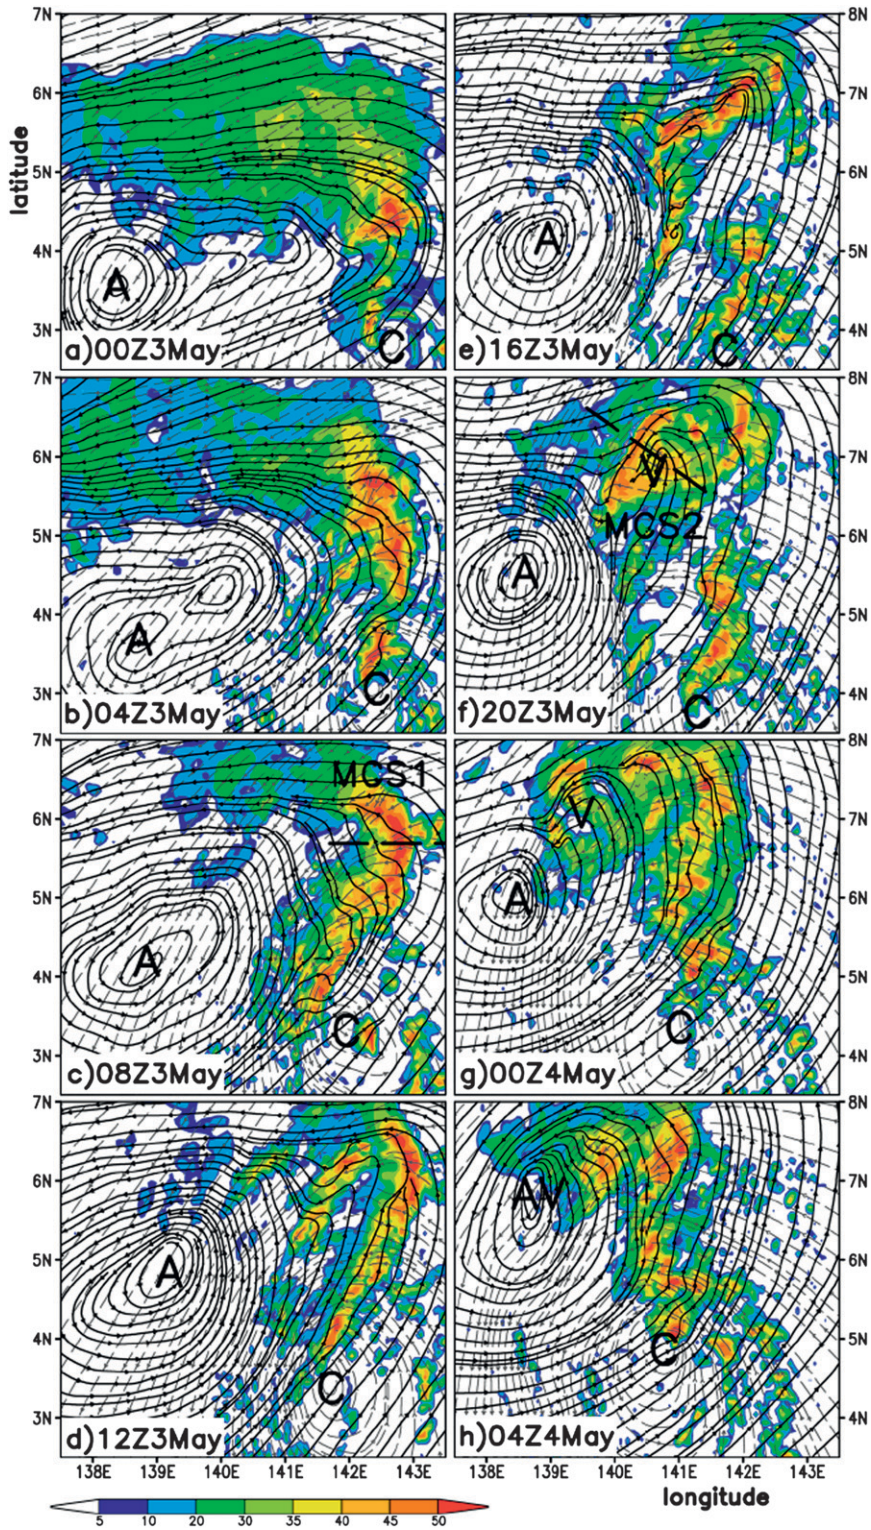 latitude
7N
6N
5N
4N
3N
A
C
a)00Z3May
8N
7N
6N
5N
4N
A
C
e)16Z3May
7N
6N
5N
4N
3N
A
C
b)04Z3May
8N
7N
6N
5N
4N
V
MCS2
A
C
f)20Z3May
7N
6N
5N
4N
3N
MCS1
A
C
c)08Z3May
8N
7N
6N
5N
4N
V
A
C
g)00Z4May
7N
6N
5N
4N
3N
A
C
d)12Z3May
8N
7N
6N
5N
4N
AV
C
h)04Z4May
138E 139E 140E 141E 142E 143E
138E 139E 140E 141E 142E 143E
longitude
5 10 20 30 35 40 45 50